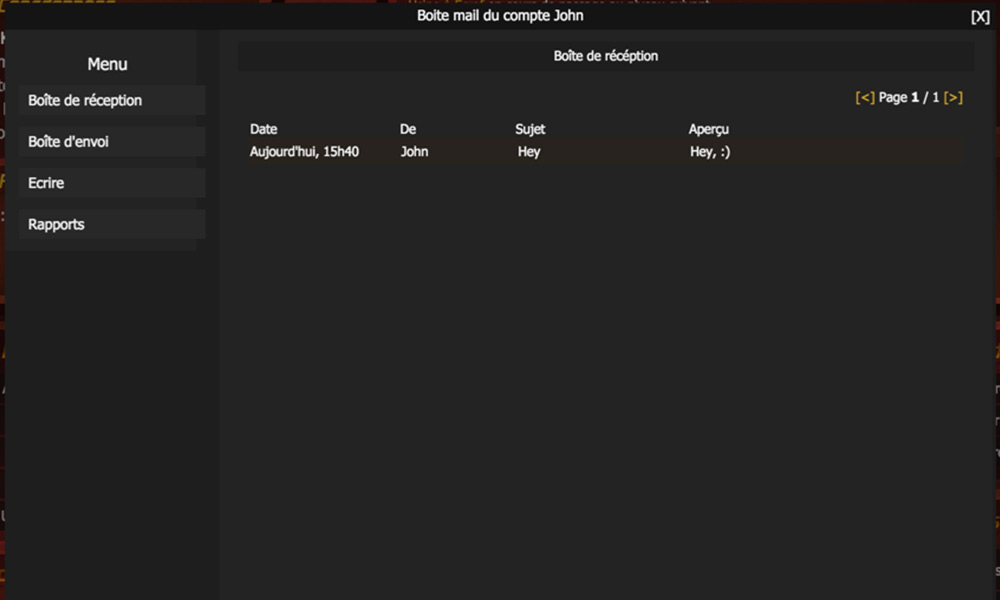 Boite mail du compte John
[X]
Menu
Boîte de réception
Boîte d'envoi
Ecrire
Rapports
Boîte de récéption
[<] Page 1 / 1 [>]
Date De Sujet Aperçu
Aujourd'hui, 15h40 John Hey Hey, :)